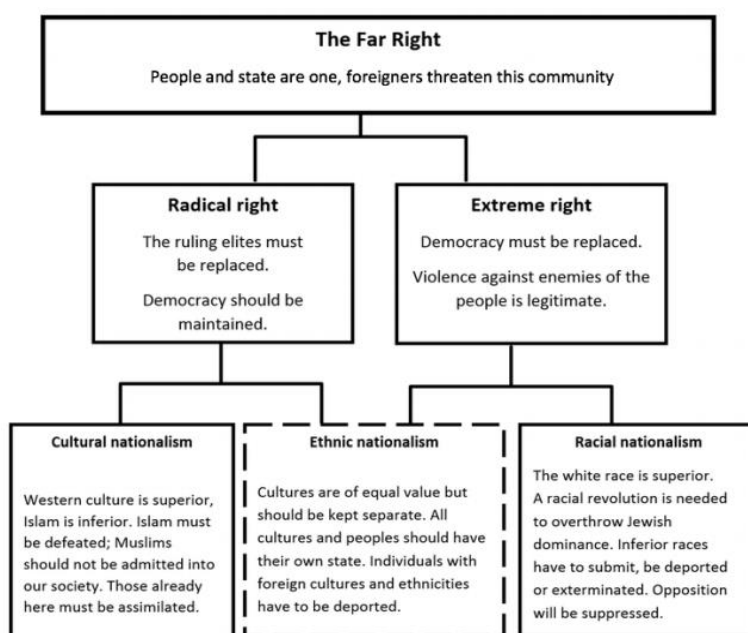 The Far Right
People and state are one, foreigners threaten this community
Radical right
The ruling elites must
be replaced.
Democracy should be
maintained.
Extreme right
Democracy must be replaced.
Violence against enemies of the
people is legitimate.
Cultural nationalism
Western culture is superior,
Islam is inferior. Islam must
be defeated; Muslims
should not be admitted into
our society. Those already
here must be assimilated.
Ethnic nationalism
Cultures are of equal value but
should be kept separate. All
cultures and peoples should have
their own state. Individuals with
foreign cultures and ethnicities
have to be deported.
Racial nationalism
The white race is superior.
A racial revolution is needed
to overthrow Jewish
dominance. Inferior races
have to submit, be deported
or exterminated. Opposition
will be suppressed.